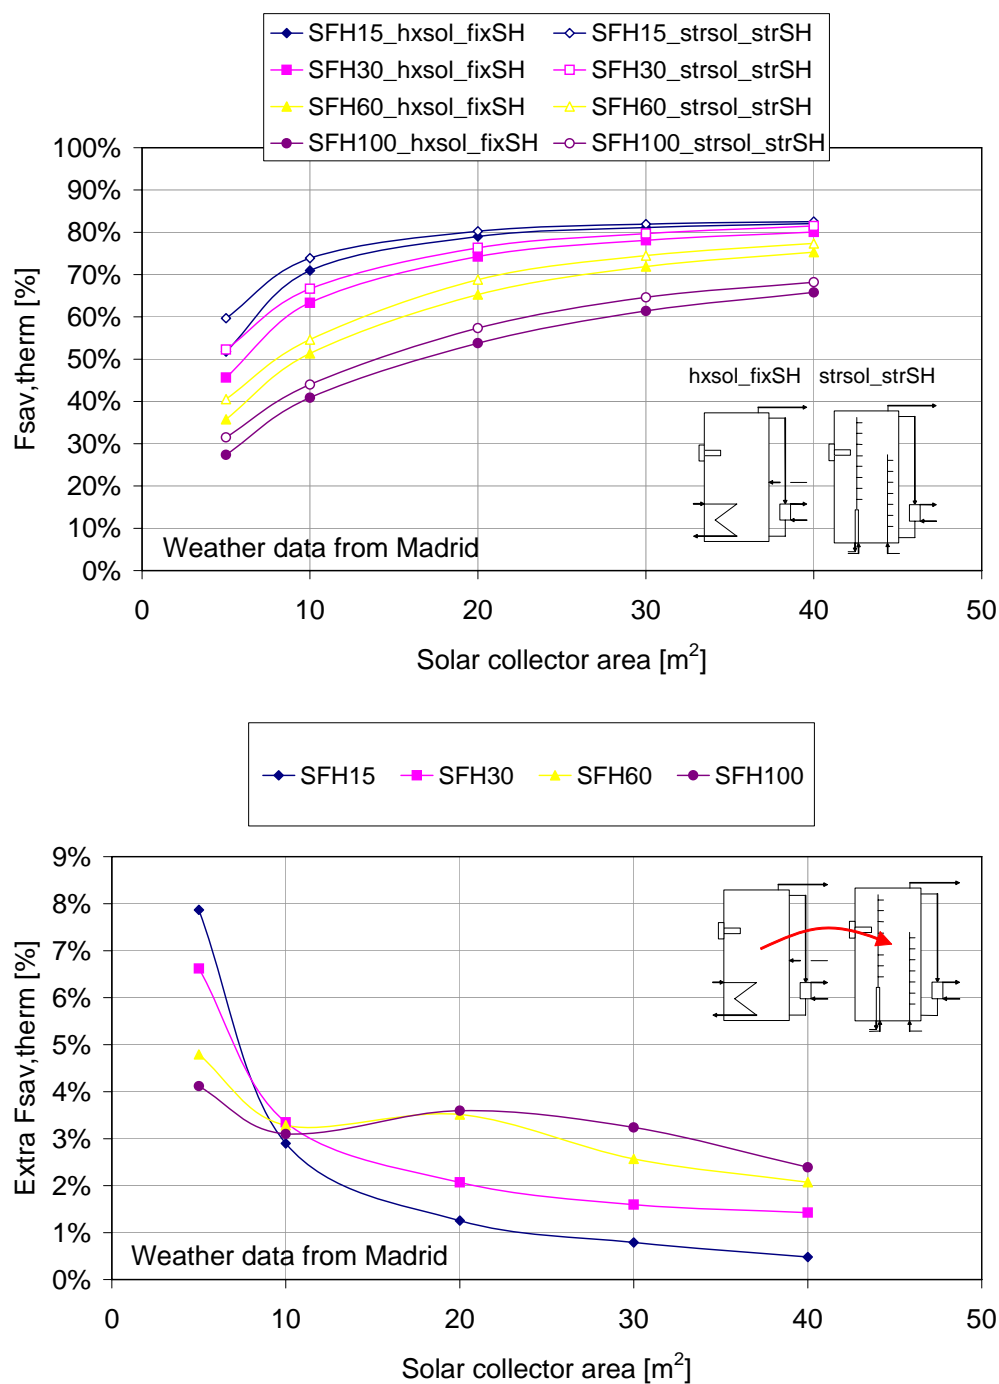 SFH15_hxsol_fixSH SFH15_strsol_strSH
SFH30_hxsol_fixSH SFH30_strsol_strSH
SFH60_hxsol_fixSH SFH60_strsol_strSH
SFH100_hxsol_fixSH SFH100_strsol_strSH
100%
90%
80%
70%
60%
50%
40%
30%
20%
10%
0%
Fsav,therm [%]
hxsol_fixSH strsol_strSH
Weather data from Madrid
0 10 20 30 40 50
Solar collector area [m²]
SFH15 SFH30 SFH60 SFH100
9%
8%
7%
6%
5%
4%
3%
2%
1%
0%
Extra Fsav,therm [%]
Weather data from Madrid
0 10 20 30 40 50
Solar collector area [m²]